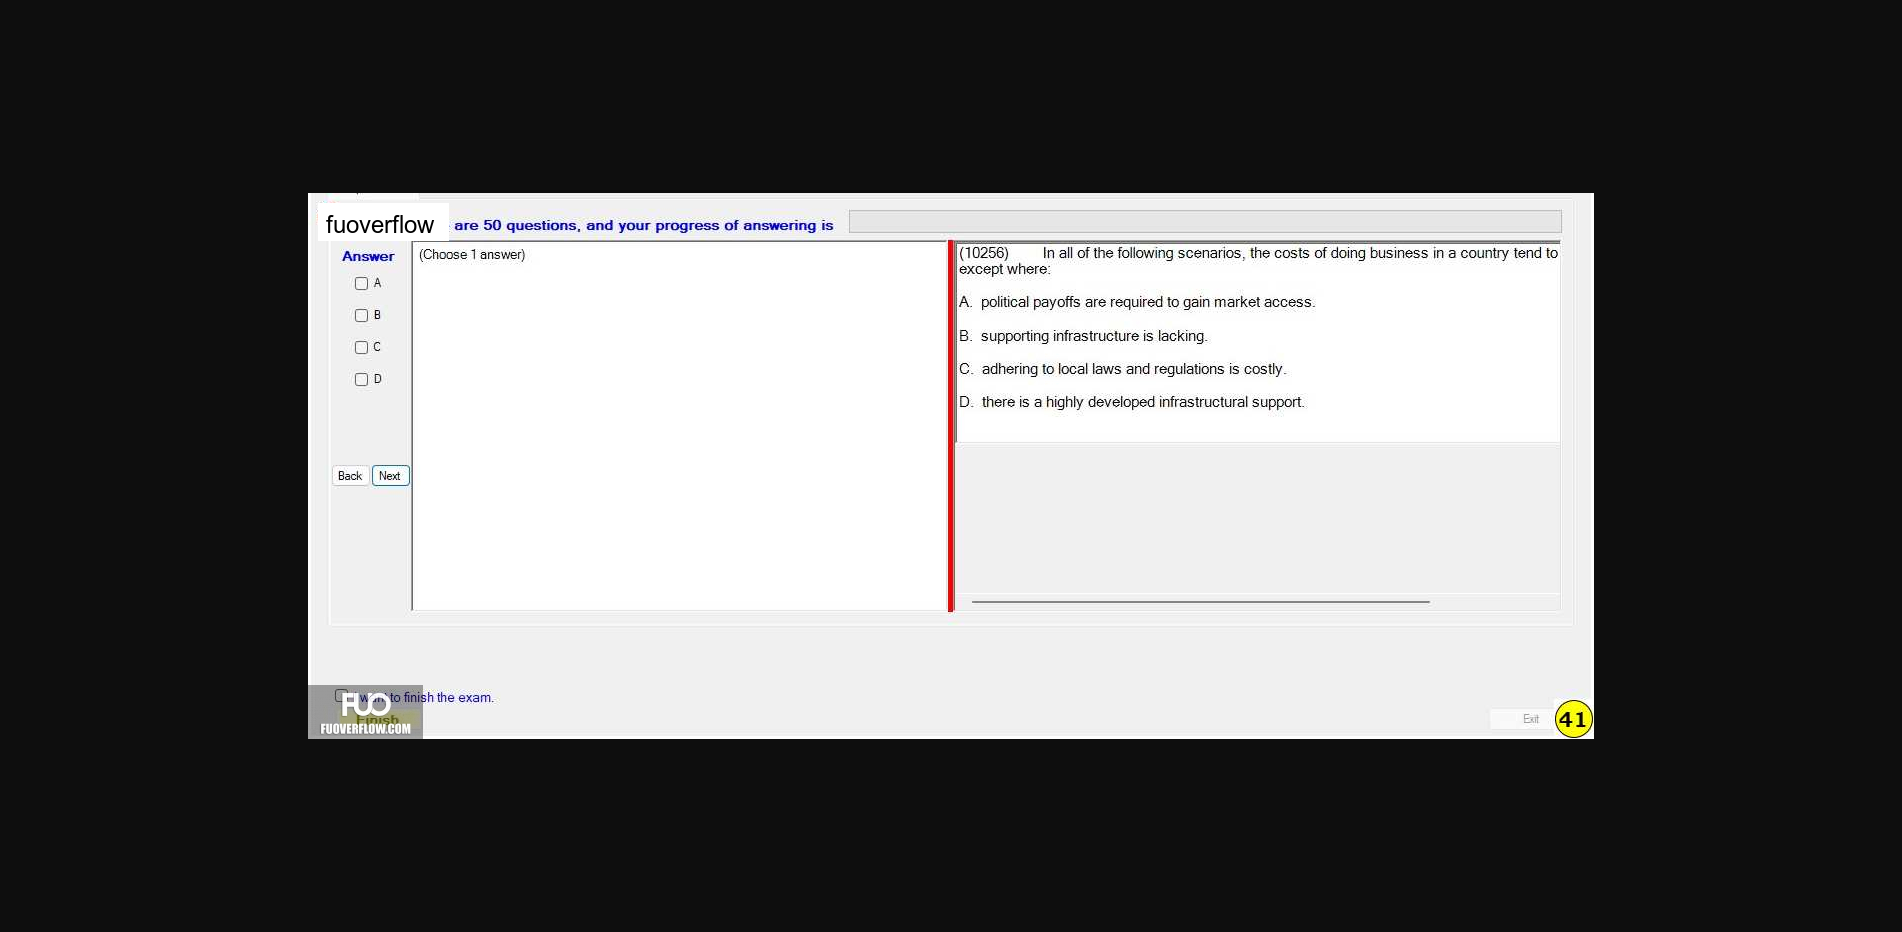 fuoverflow are 50 questions, and your progress of answering is
Answer
A
B
C
D
Back Next
(Choose 1 answer)
(10256) In all of the following scenarios, the costs of doing business in a country tend to
except where:
A. political payoffs are required to gain market access.
B. supporting infrastructure is lacking.
C. adhering to local laws and regulations is costly.
D. there is a highly developed infrastructural support.
I want to finish the exam.
Finish
FUO
FUOVERFLOW.COM
Exit
41